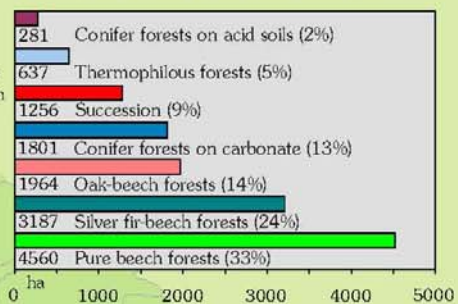 281 Conifer forests on acid soils (2%)
637 Thermophilous forests (5%)
1256 Succession (9%)
1801 Conifer forests on carbonate (13%)
1964 Oak-beech forests (14%)
3187 Silver fir-beech forests (24%)
4560 Pure beech forests (33%)
ha
0 1000 2000 3000 4000 5000